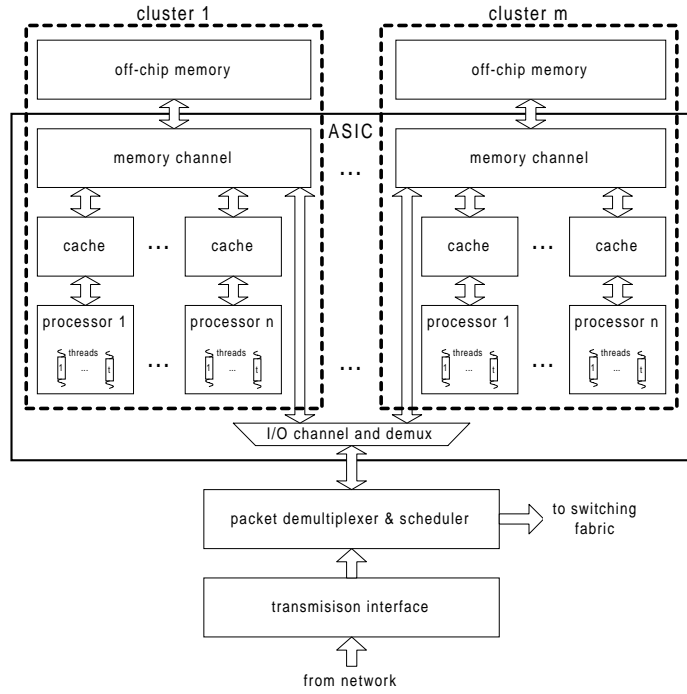 cluster 1
cluster m
off-chip memory
off-chip memory
ASIC
memory channel
...
memory channel
cache
...
cache
cache
...
cache
processor 1
processor n
processor 1
processor n
threads
threads
threads
threads
1 ... t
...
1 ... t
...
1 ... t
...
1 ... t
I/O channel and demux
packet demultiplexer & scheduler
to switching
fabric
transmisison interface
from network